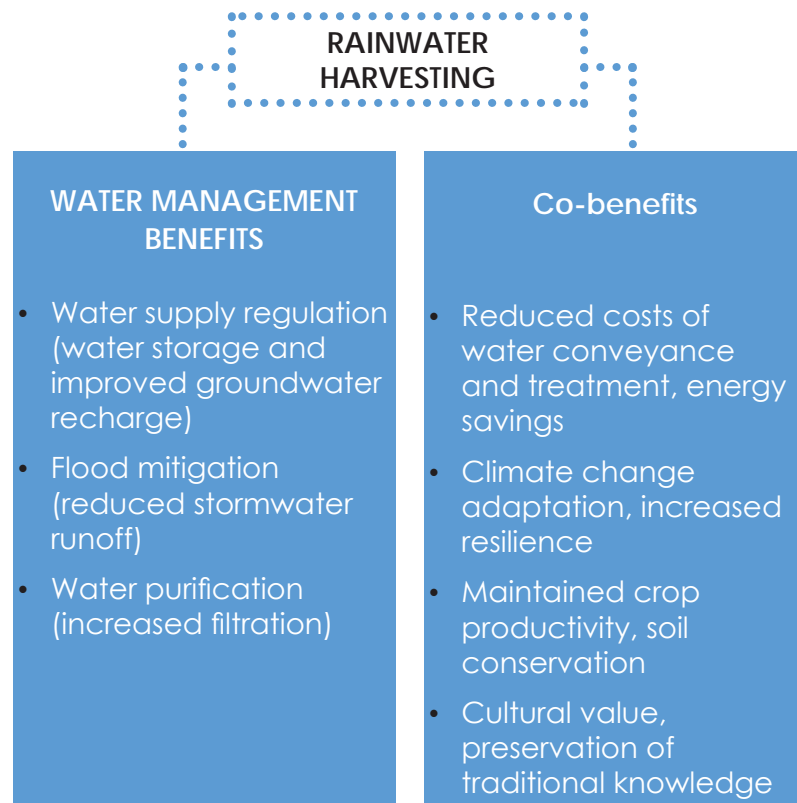 RAINWATER
HARVESTING
WATER MANAGEMENT
BENEFITS
• Water supply regulation
(water storage and
improved groundwater
recharge)
• Flood mitigation
(reduced stormwater
runoff)
• Water purification
(increased filtration)
Co-benefits
• Reduced costs of
water conveyance
and treatment, energy
savings
• Climate change
adaptation, increased
resilience
• Maintained crop
productivity, soil
conservation
• Cultural value,
preservation of
traditional knowledge